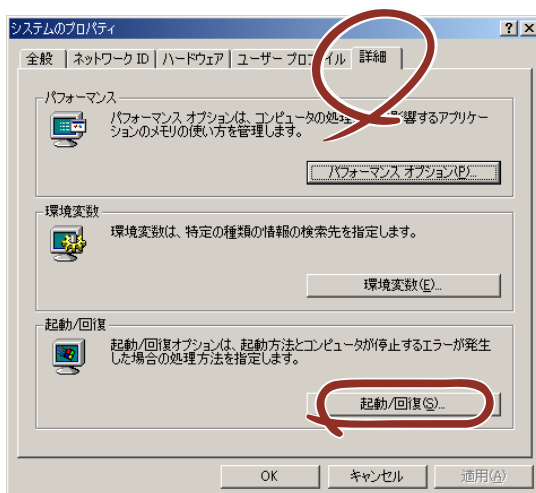 システムのプロパティ
全般 ネットワーク ID ハードウェア ユーザー プロ イル 詳細
パフォーマンス
パフォーマンス オプションは、コンピュータの処理 影響するアプリケー
ションのメモリの使い方を管理します。
パフォーマンス オプション(P)...
環境変数
環境変数は、特定の種類の情報の検索先を指定します。
環境変数(E)...
起動/回復
起動/回復オプションは、起動方法とコンピュータが停止するエラーが発生
した場合の処理方法を指定します。
起動/回復(S)...
OK キャンセル 適用(A)